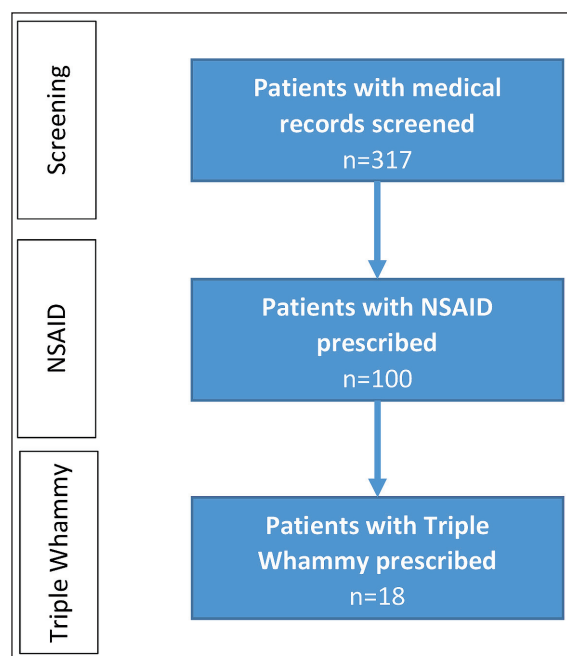 Screening
Patients with medical
records screened
n=317
NSAID
Patients with NSAID
prescribed
n=100
Triple Whammy
Patients with Triple
Whammy prescribed
n=18